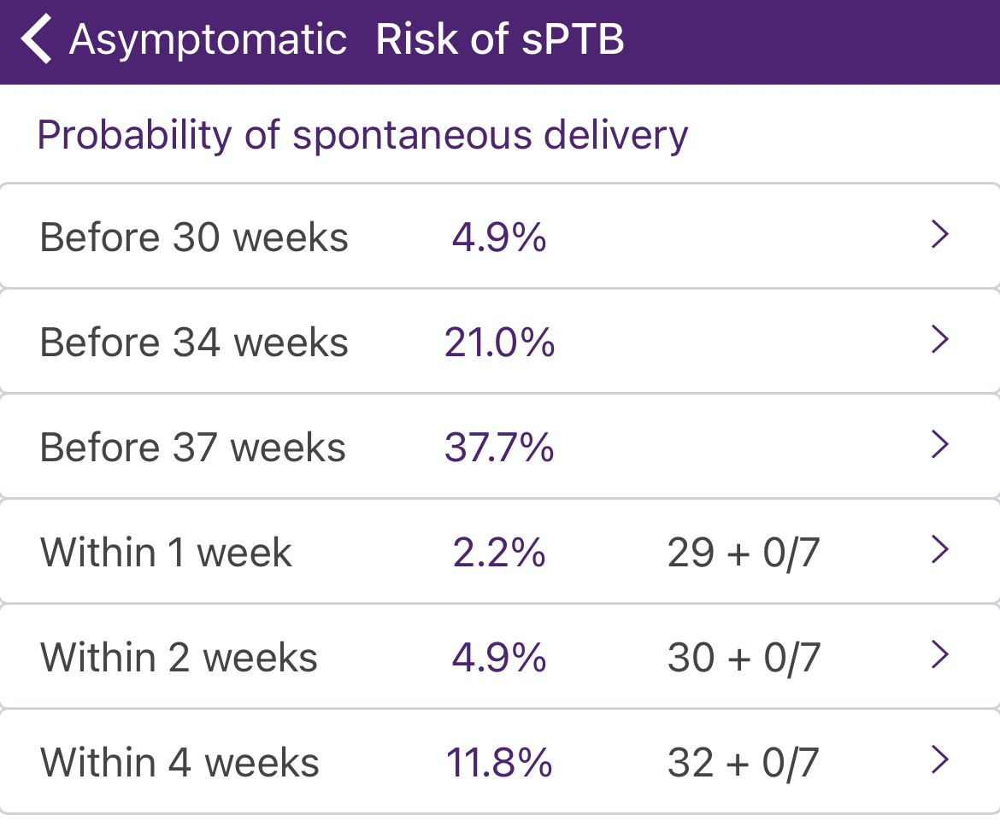 Asymptomatic Risk of sPTB
Probability of spontaneous delivery
Before 30 weeks 4.9%
Before 34 weeks 21.0%
Before 37 weeks 37.7%
Within 1 week 2.2% 29 + 0/7
Within 2 weeks 4.9% 30 + 0/7
Within 4 weeks 11.8% 32 + 0/7